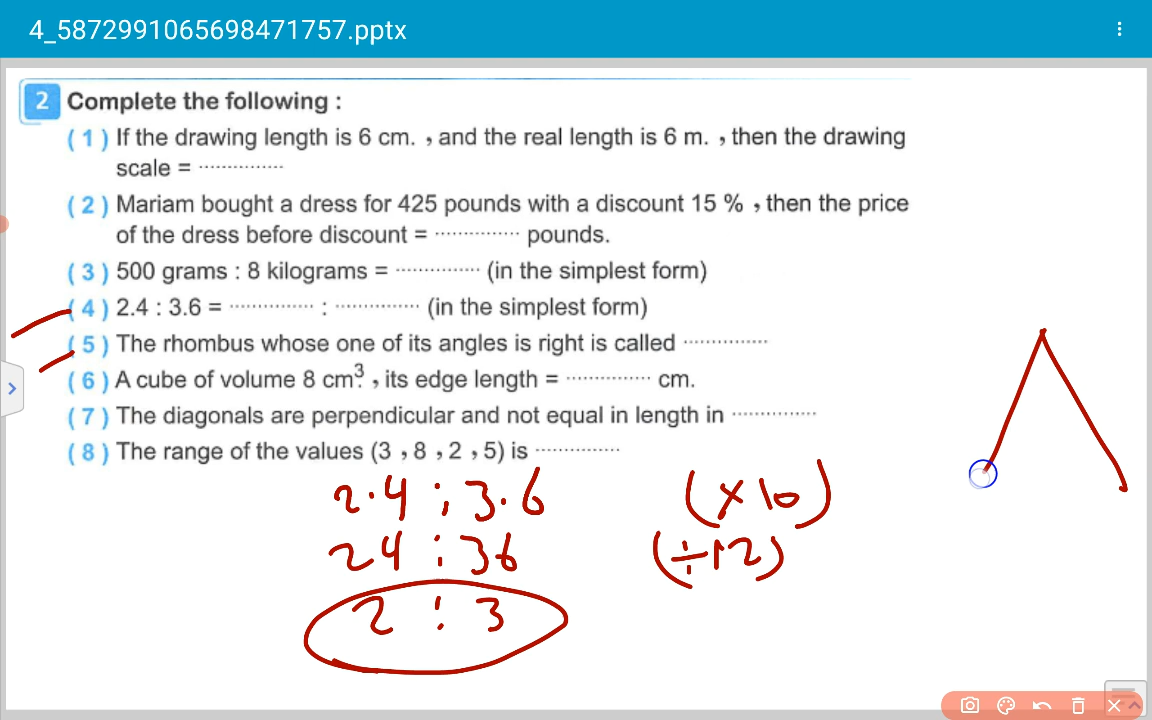 4_5872991065698471757.pptx
2 Complete the following :
( 1 ) If the drawing length is 6 cm. , and the real length is 6 m. , then the drawing
scale = ...............
( 2 ) Mariam bought a dress for 425 pounds with a discount 15 % , then the price
of the dress before discount = ............... pounds.
( 3 ) 500 grams : 8 kilograms = ............... (in the simplest form)
( 4 ) 2.4 : 3.6 = ............... : ............... (in the simplest form)
( 5 ) The rhombus whose one of its angles is right is called ...............
( 6 ) A cube of volume 8 cm³. , its edge length = ............... cm.
( 7 ) The diagonals are perpendicular and not equal in length in ...............
( 8 ) The range of the values (3 , 8 , 2 , 5) is ...............
2.4 : 3.6 (×10)
24 : 36 (÷12)
2 : 3